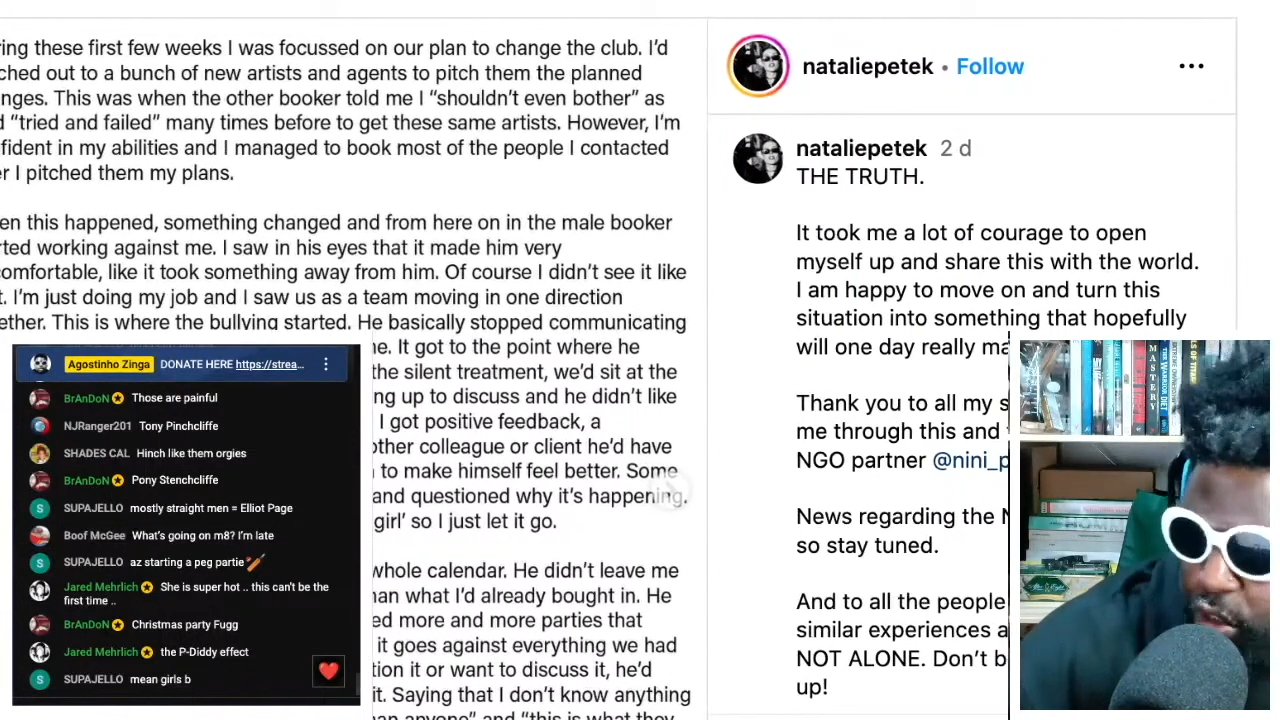 ring these first few weeks I was focussed on our plan to change the club. I'd
ched out to a bunch of new artists and agents to pitch them the planned
nges. This was when the other booker told me I “shouldn't even bother” as
d “tried and failed” many times before to get these same artists. However, I'm
fident in my abilities and I managed to book most of the people I contacted
er I pitched them my plans.
en this happened, something changed and from here on in the male booker
rted working against me. I saw in his eyes that it made him very
comfortable, like it took something away from him. Of course I didn't see it like
t. I'm just doing my job and I saw us as a team moving in one direction
ether. This is where the bullying started. He basically stopped communicating
ne. It got to the point where he
the silent treatment, we'd sit at the
ng up to discuss and he didn't like
I got positive feedback, a
other colleague or client he'd have
to make himself feel better. Some
and questioned why it's happening.
girl' so I just let it go.
whole calendar. He didn't leave me
han what I'd already bought in. He
ed more and more parties that
it goes against everything we had
tion it or want to discuss it, he'd
it. Saying that I don't know anything
an anyone” and “this is what they
Agostinho Zinga DONATE HERE https://strea...
BrAnDoN Those are painful
NJRanger201 Tony Pinchcliffe
SHADES CAL Hinch like them orgies
BrAnDoN Pony Stenchcliffe
SUPAJELLO mostly straight men = Elliot Page
Boof McGee What's going on m8? I'm late
SUPAJELLO az starting a peg partie
Jared Mehrlich She is super hot .. this can't be the
first time ..
BrAnDoN Christmas party Fugg
Jared Mehrlich the P-Diddy effect
SUPAJELLO mean girls b
nataliepetek • Follow
nataliepetek 2 d
THE TRUTH.
It took me a lot of courage to open
myself up and share this with the world.
I am happy to move on and turn this
situation into something that hopefully
will one day really ma
Thank you to all my s
me through this and
NGO partner @nini_p
News regarding the N
so stay tuned.
And to all the people
similar experiences a
NOT ALONE. Don't b
up!
MASTERY
THE WARRIOR DIET